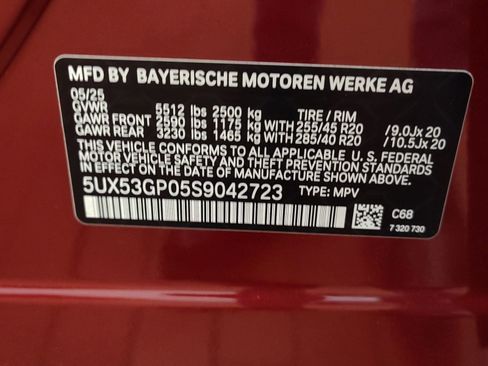 MFD BY BAYERISCHE MOTOREN WERKE AG
05/25
GVWR 5512 lbs 2500 kg TIRE / RIM
GAWR FRONT 2590 lbs 1175 kg WITH 255/45 R20 /9.0Jx20
GAWR REAR 3230 lbs 1465 kg WITH 285/40 R20 /10.5Jx20
THIS VEHICLE CONFORMS TO ALL APPLICABLE U.S. FEDERAL
MOTOR VEHICLE SAFETY AND THEFT PREVENTION STANDARDS
IN EFFECT ON THE DATE OF MANUFACTURE SHOWN ABOVE.
5UX53GP05S9042723 TYPE: MPV
C68
7 320 730